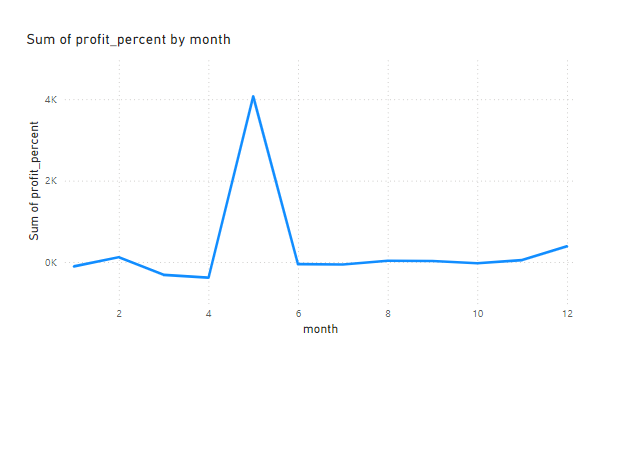 Sum of profit_percent by month
Sum of profit_percent
4K
2K
0K
2 4 6 8 10 12
month